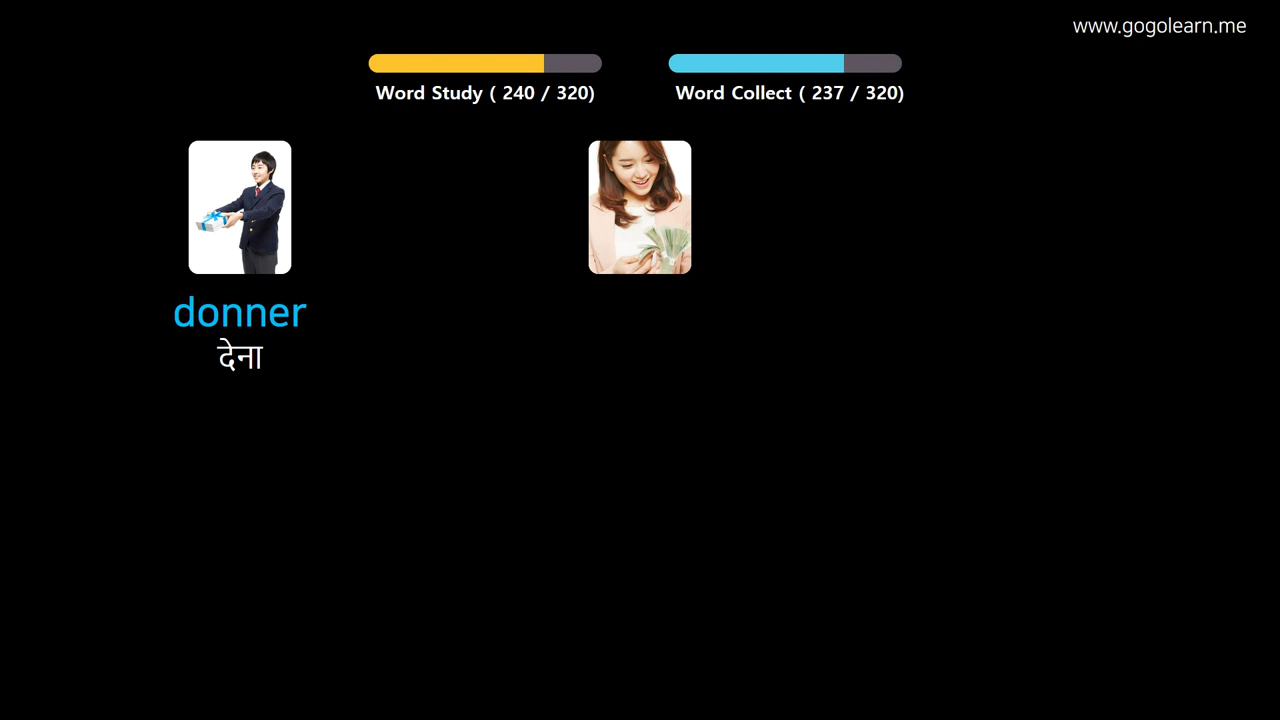 www.gogolearn.me
Word Study ( 240 / 320)
Word Collect ( 237 / 320)
donner
देना